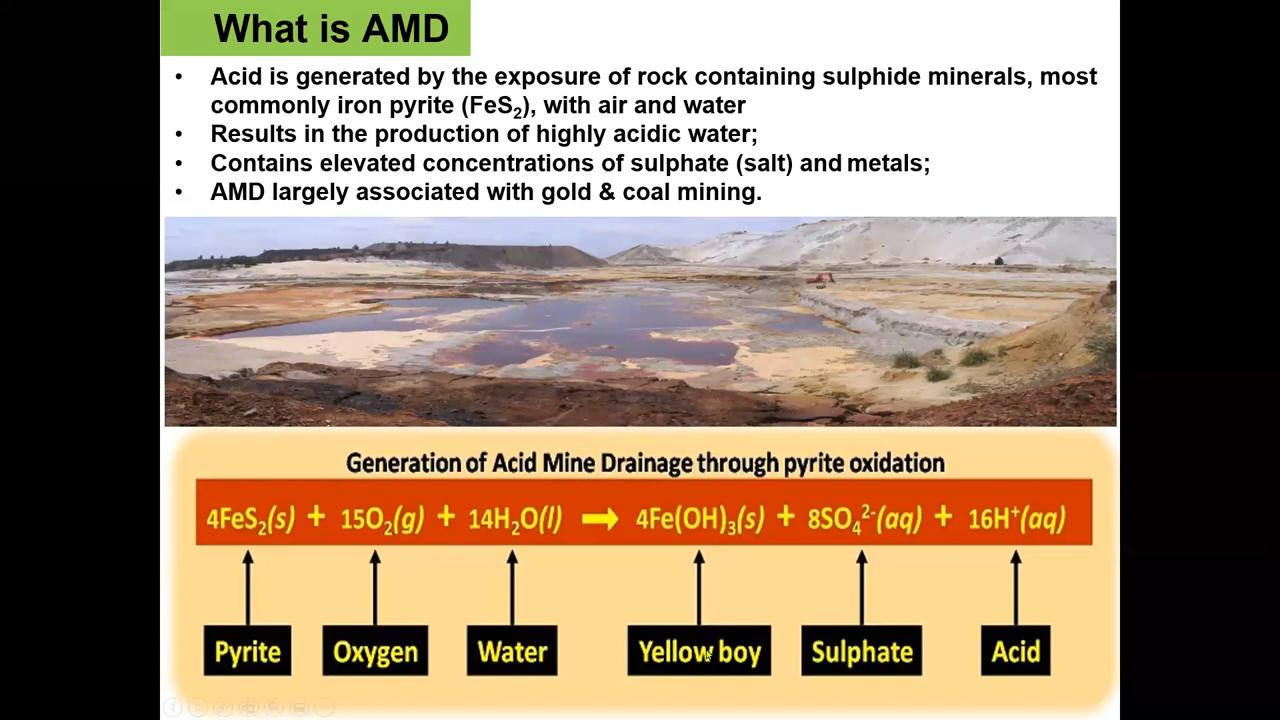 What is AMD
• Acid is generated by the exposure of rock containing sulphide minerals, most
commonly iron pyrite (FeS₂), with air and water
• Results in the production of highly acidic water;
• Contains elevated concentrations of sulphate (salt) and metals;
• AMD largely associated with gold & coal mining.
Generation of Acid Mine Drainage through pyrite oxidation
4FeS₂(s) + 15O₂(g) + 14H₂O(l) ➡ 4Fe(OH)₃(s) + 8SO₄²⁻(aq) + 16H⁺(aq)
Pyrite Oxygen Water Yellow boy Sulphate Acid